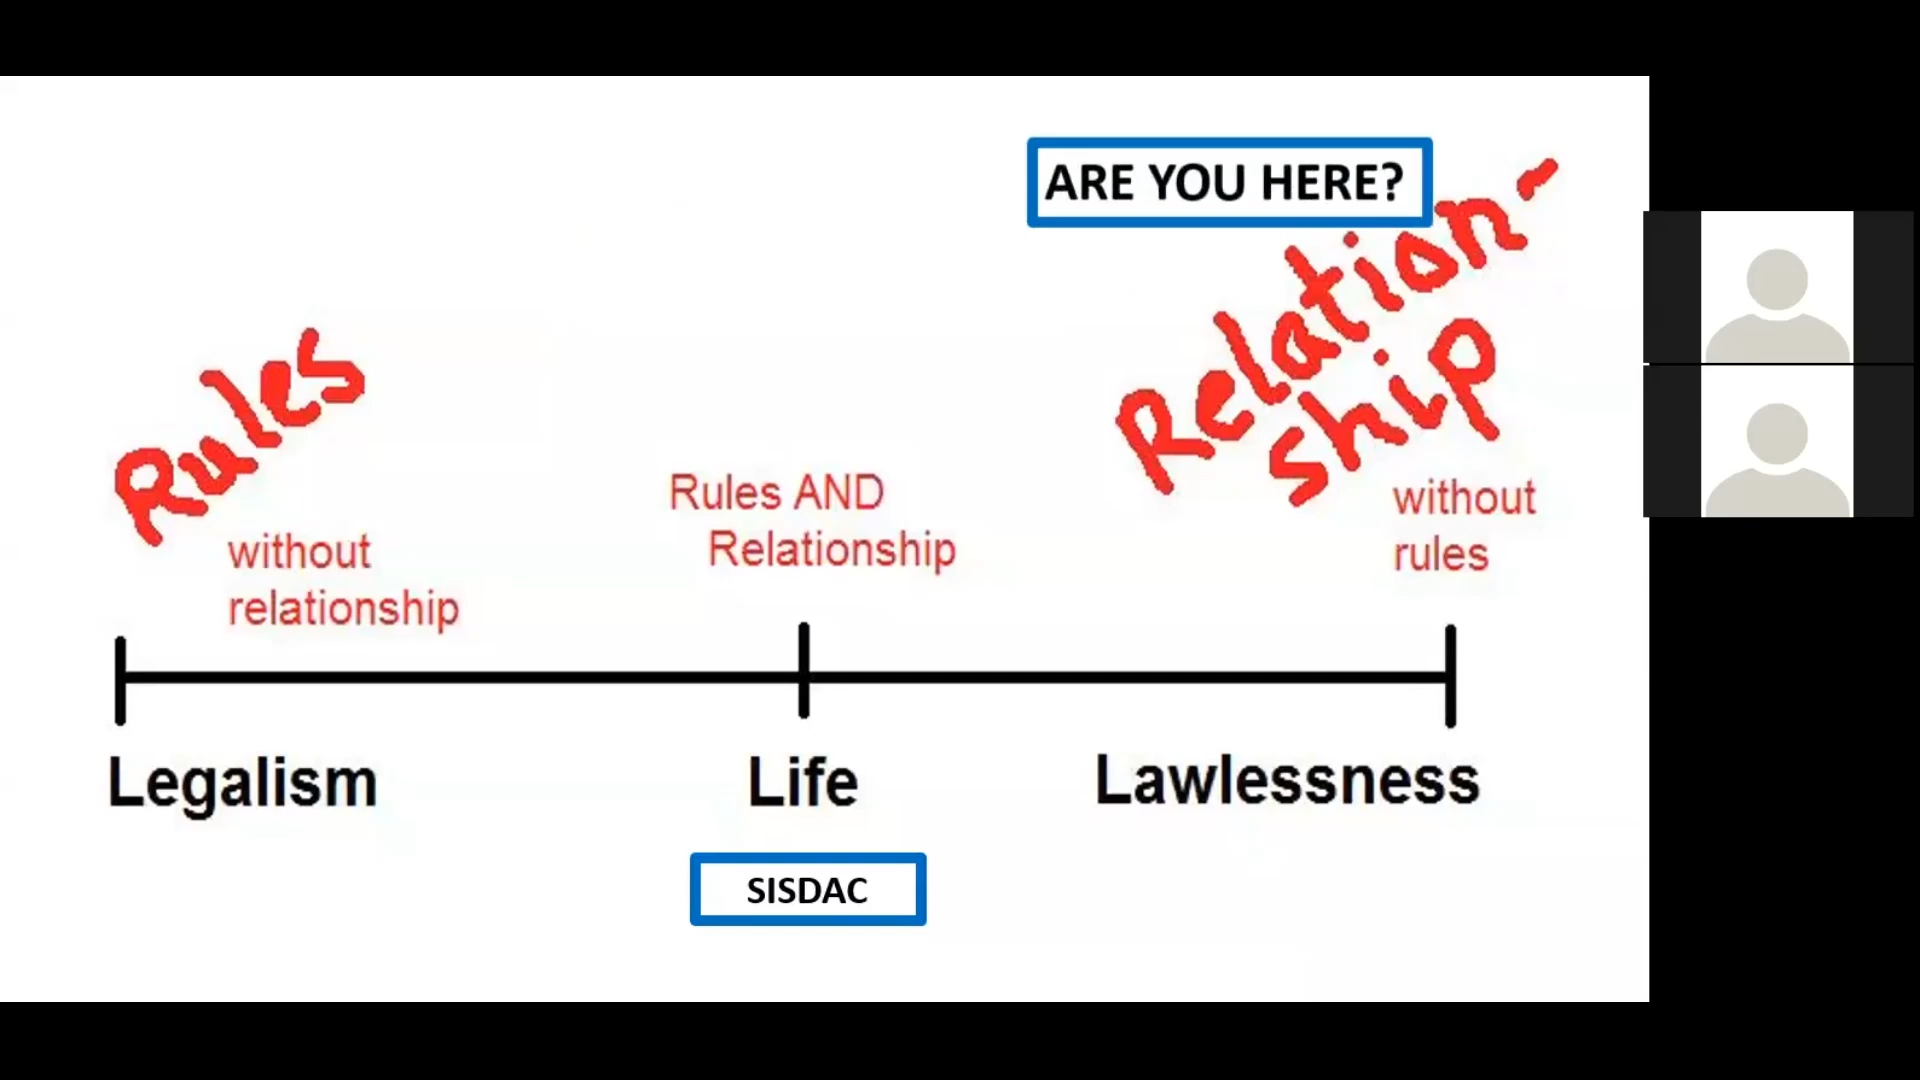 ARE YOU HERE?
Rules
without
relationship
Rules AND
Relationship
Relation-
ship
without
rules
Legalism
Life
Lawlessness
SISDAC